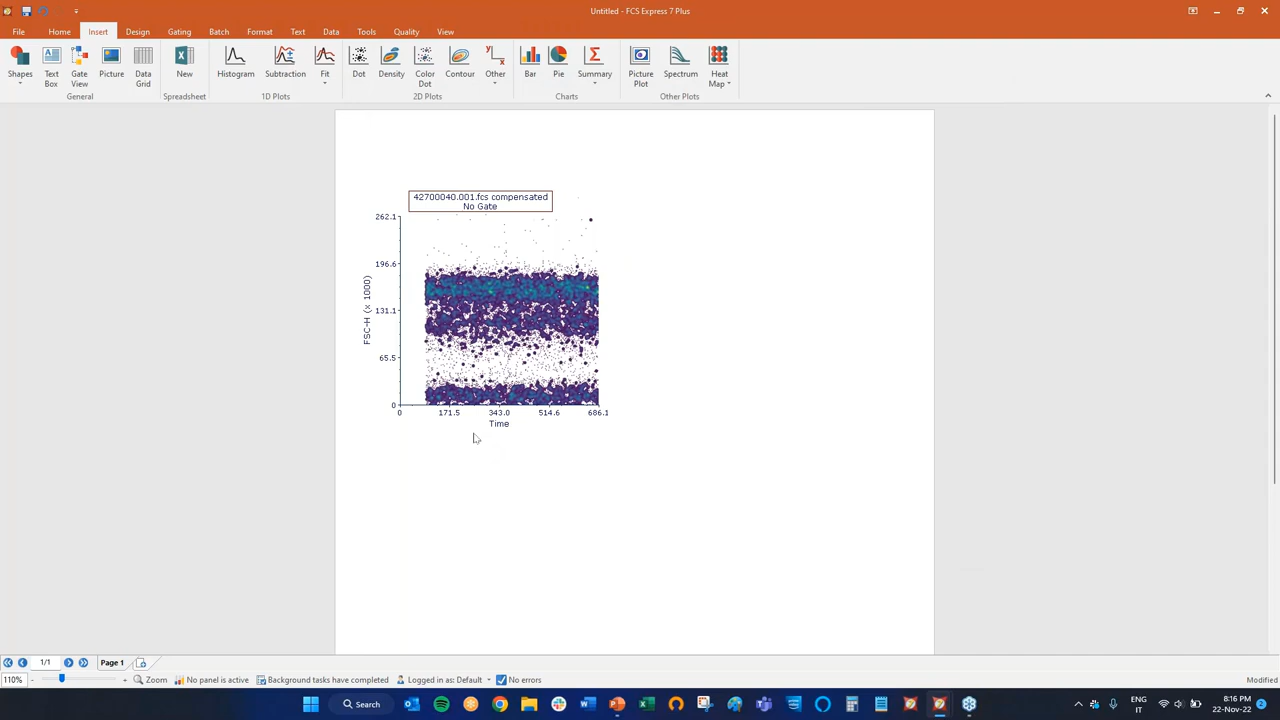 Untitled - FCS Express 7 Plus
File Home Insert Design Gating Batch Format Text Data Tools Quality View
Shapes Text Box Gate View Picture Data Grid New Histogram Subtraction Fit Dot Density Color Dot Contour Other Bar Pie Summary Picture Plot Spectrum Heat Map
General Spreadsheet 1D Plots 2D Plots Charts Other Plots
42700040.001.fcs compensated
No Gate
262.1
196.6
131.1
65.5
0
FSC-H (x 1000)
0 171.5 343.0 514.6 686.1
Time
1/1 Page 1
110% - + Zoom No panel is active Background tasks have completed Logged in as: Default No errors Modified
Search
ENG
IT
8:16 PM
22-Nov-22
2